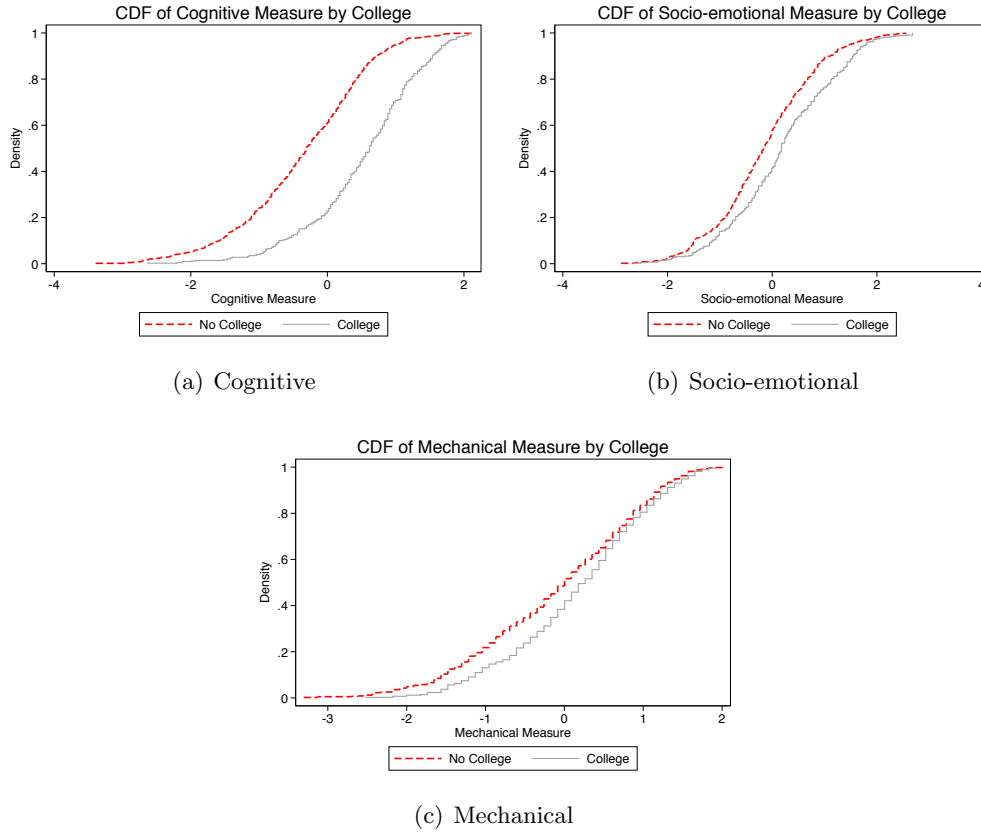 CDF of Cognitive Measure by College
1
.8
.6
.4
.2
0
Density
-4
-2
0
2
Cognitive Measure
No College
College
(a) Cognitive
CDF of Socio-emotional Measure by College
1
.8
.6
.4
.2
0
Density
-4
-2
0
2
4
Socio-emotional Measure
No College
College
(b) Socio-emotional
CDF of Mechanical Measure by College
1
.8
.6
.4
.2
0
Density
-3
-2
-1
0
1
2
Mechanical Measure
No College
College
(c) Mechanical